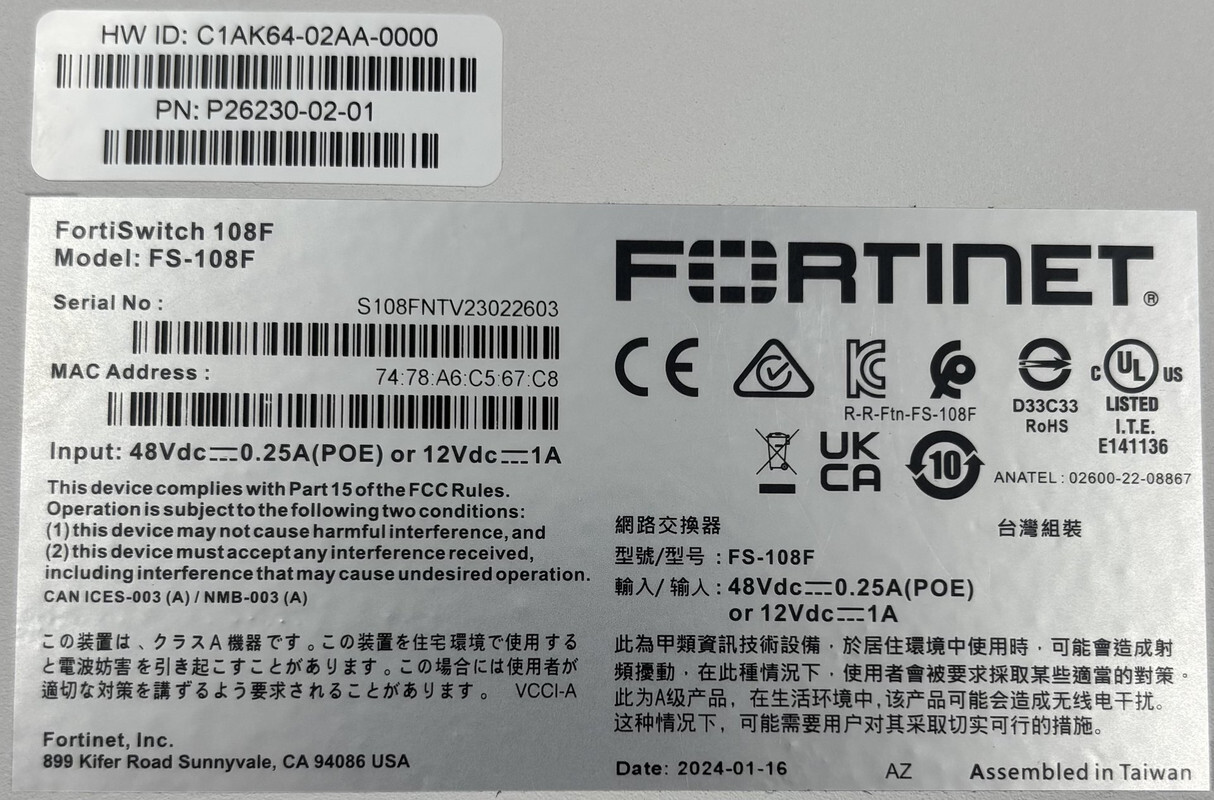 HW ID: C1AK64-02AA-0000
PN: P26230-02-01
FortiSwitch 108F
Model: FS-108F
Serial No : S108FNTV23022603
MAC Address : 74:78:A6:C5:67:C8
Input: 48Vdc⎓0.25A(POE) or 12Vdc⎓1A
This device complies with Part 15 of the FCC Rules.
Operation is subject to the following two conditions:
(1) this device may not cause harmful interference, and
(2) this device must accept any interference received,
including interference that may cause undesired operation.
CAN ICES-003 (A) / NMB-003 (A)
この装置は、クラスA機器です。この装置を住宅環境で使用する
と電波妨害を引き起こすことがあります。この場合には使用者が
適切な対策を講ずるよう要求されることがあります。 VCCI-A
Fortinet, Inc.
899 Kifer Road Sunnyvale, CA 94086 USA
FORTINET®
CE
R-R-Ftn-FS-108F
D33C33
RoHS
c UL US
LISTED
I.T.E.
E141136
UK
CA
10
ANATEL : 02600-22-08867
網路交換器 台灣組裝
型號/型号 : FS-108F
輸入/输入 : 48Vdc⎓0.25A(POE)
or 12Vdc⎓1A
此為甲類資訊技術設備，於居住環境中使用時，可能會造成射
頻擾動，在此種情況下，使用者會被要求採取某些適當的對策。
此为A级产品，在生活环境中,该产品可能会造成无线电干扰。
这种情况下，可能需要用户对其采取切实可行的措施。
Date: 2024-01-16 AZ Assembled in Taiwan